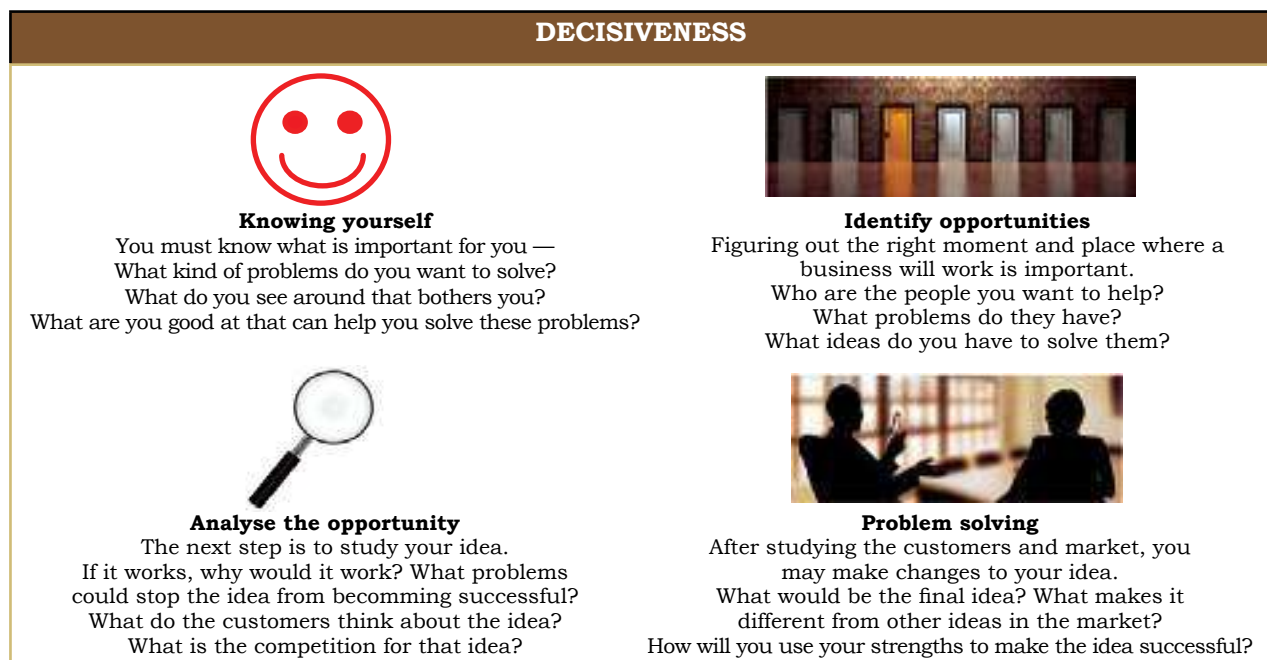 DECISIVENESS
Knowing yourself
You must know what is important for you —
What kind of problems do you want to solve?
What do you see around that bothers you?
What are you good at that can help you solve these problems?
Identify opportunities
Figuring out the right moment and place where a
business will work is important.
Who are the people you want to help?
What problems do they have?
What ideas do you have to solve them?
Analyse the opportunity
The next step is to study your idea.
If it works, why would it work? What problems
could stop the idea from becomming successful?
What do the customers think about the idea?
What is the competition for that idea?
Problem solving
After studying the customers and market, you
may make changes to your idea.
What would be the final idea? What makes it
different from other ideas in the market?
How will you use your strengths to make the idea successful?